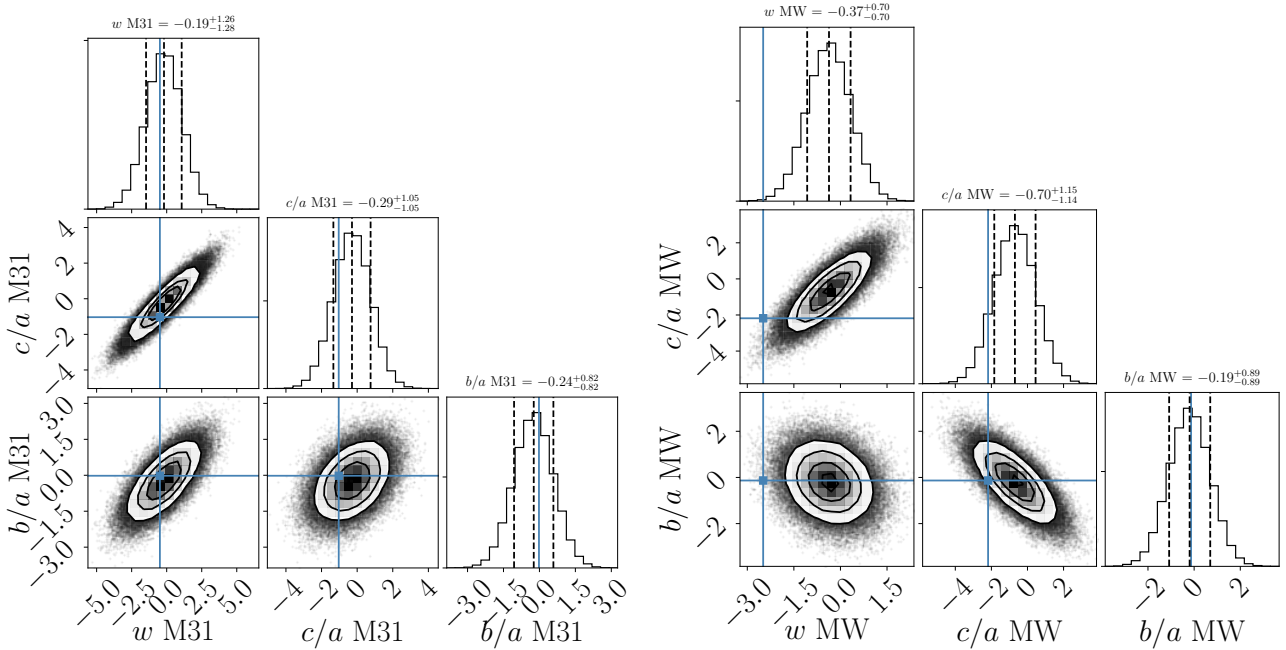 w M31 = −0.19+1.26 −1.28
c/a M31 = −0.29+1.05 −1.05
b/a M31 = −0.24+0.82 −0.82
c/a M31
4
2
0
−2
−4
b/a M31
3.0
1.5
0.0
−1.5
−3.0
−5.0 −2.5 0.0 2.5 5.0
w M31
−4 −2 0 2 4
c/a M31
−3.0 −1.5 0.0 1.5 3.0
b/a M31
w MW = −0.37+0.70 −0.70
c/a MW = −0.70+1.15 −1.14
b/a MW = −0.19+0.89 −0.89
c/a MW
2
0
−2
−4
b/a MW
2
0
−2
−3.0 −1.5 0.0 1.5
w MW
−4 −2 0 2
c/a MW
−2 0 2
b/a MW